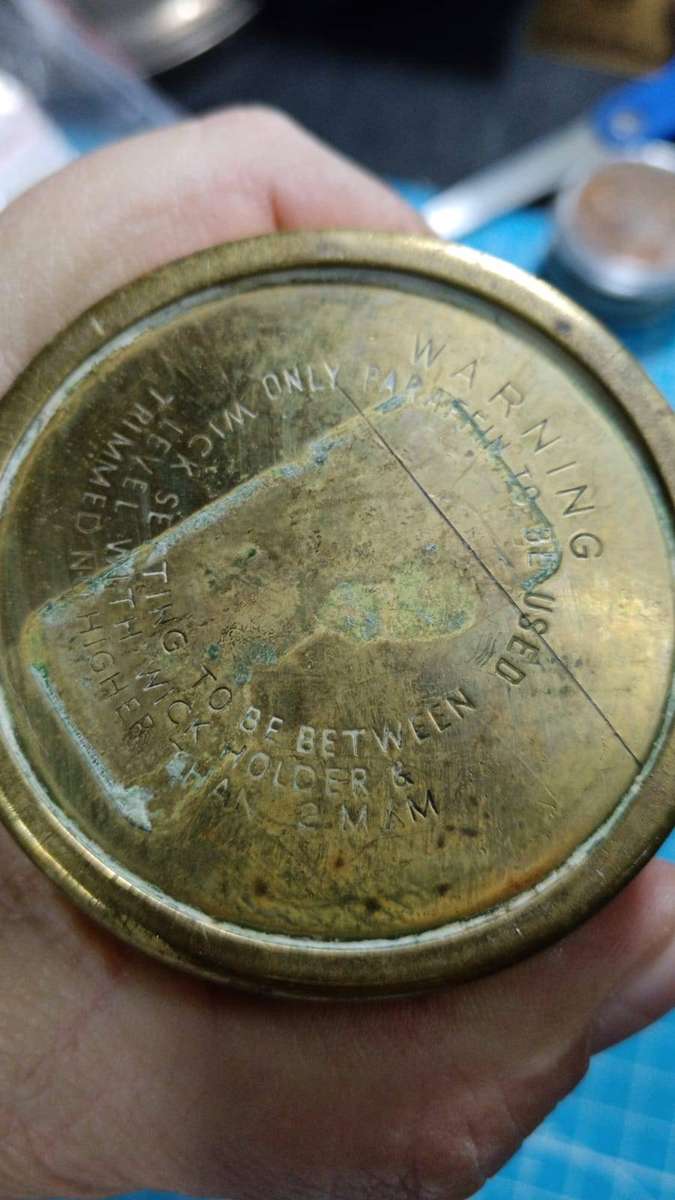 WARNING
ONLY PARAFFIN TO BE USED
WICK SETTING TO BE BETWEEN
LEVEL WITH WICK HOLDER &
TRIMMED NO HIGHER THAN 2 M/M